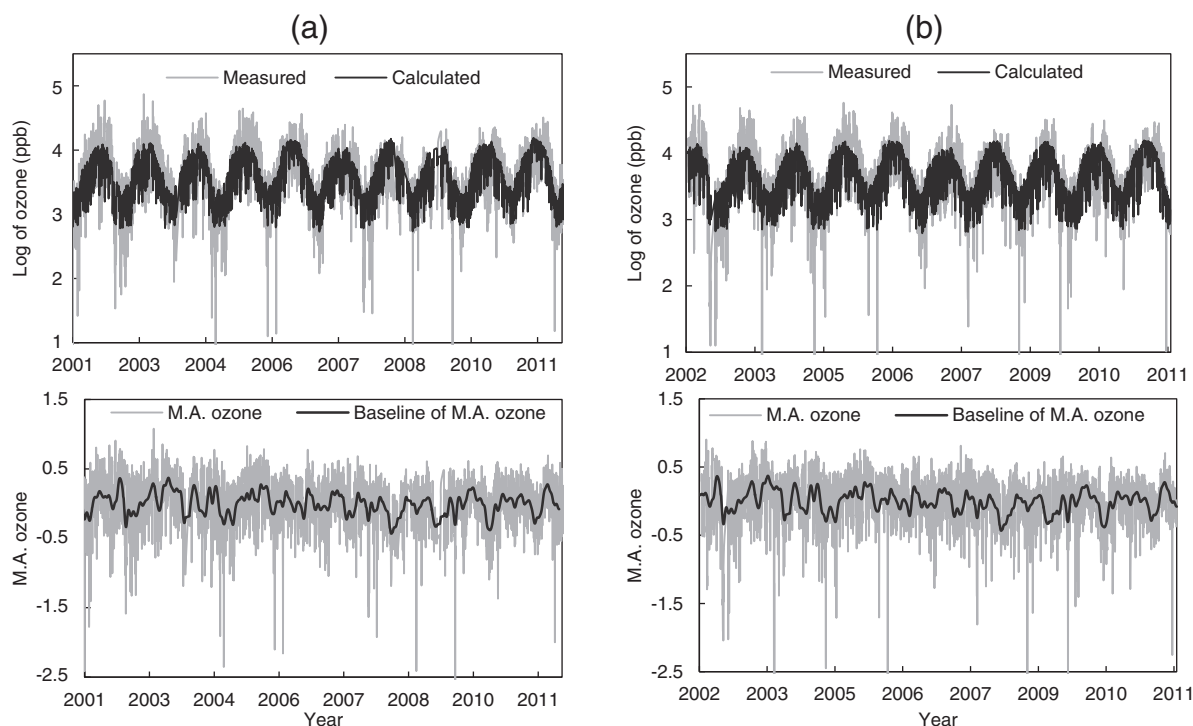 (a)
Measured Calculated
Log of ozone (ppb)
5
4
3
2
1
2001 2003 2004 2006 2007 2008 2010 2011
M.A. ozone Baseline of M.A. ozone
M.A. ozone
1.5
0.5
-0.5
-1.5
-2.5
2001 2003 2004 2006 2007 2008 2010 2011
Year
(b)
Measured Calculated
Log of ozone (ppb)
5
4
3
2
1
2002 2003 2005 2006 2007 2009 2010 2011
M.A. ozone Baseline of M.A. ozone
M.A. ozone
1.5
0.5
-0.5
-1.5
-2.5
2002 2003 2005 2006 2007 2009 2010 2011
Year